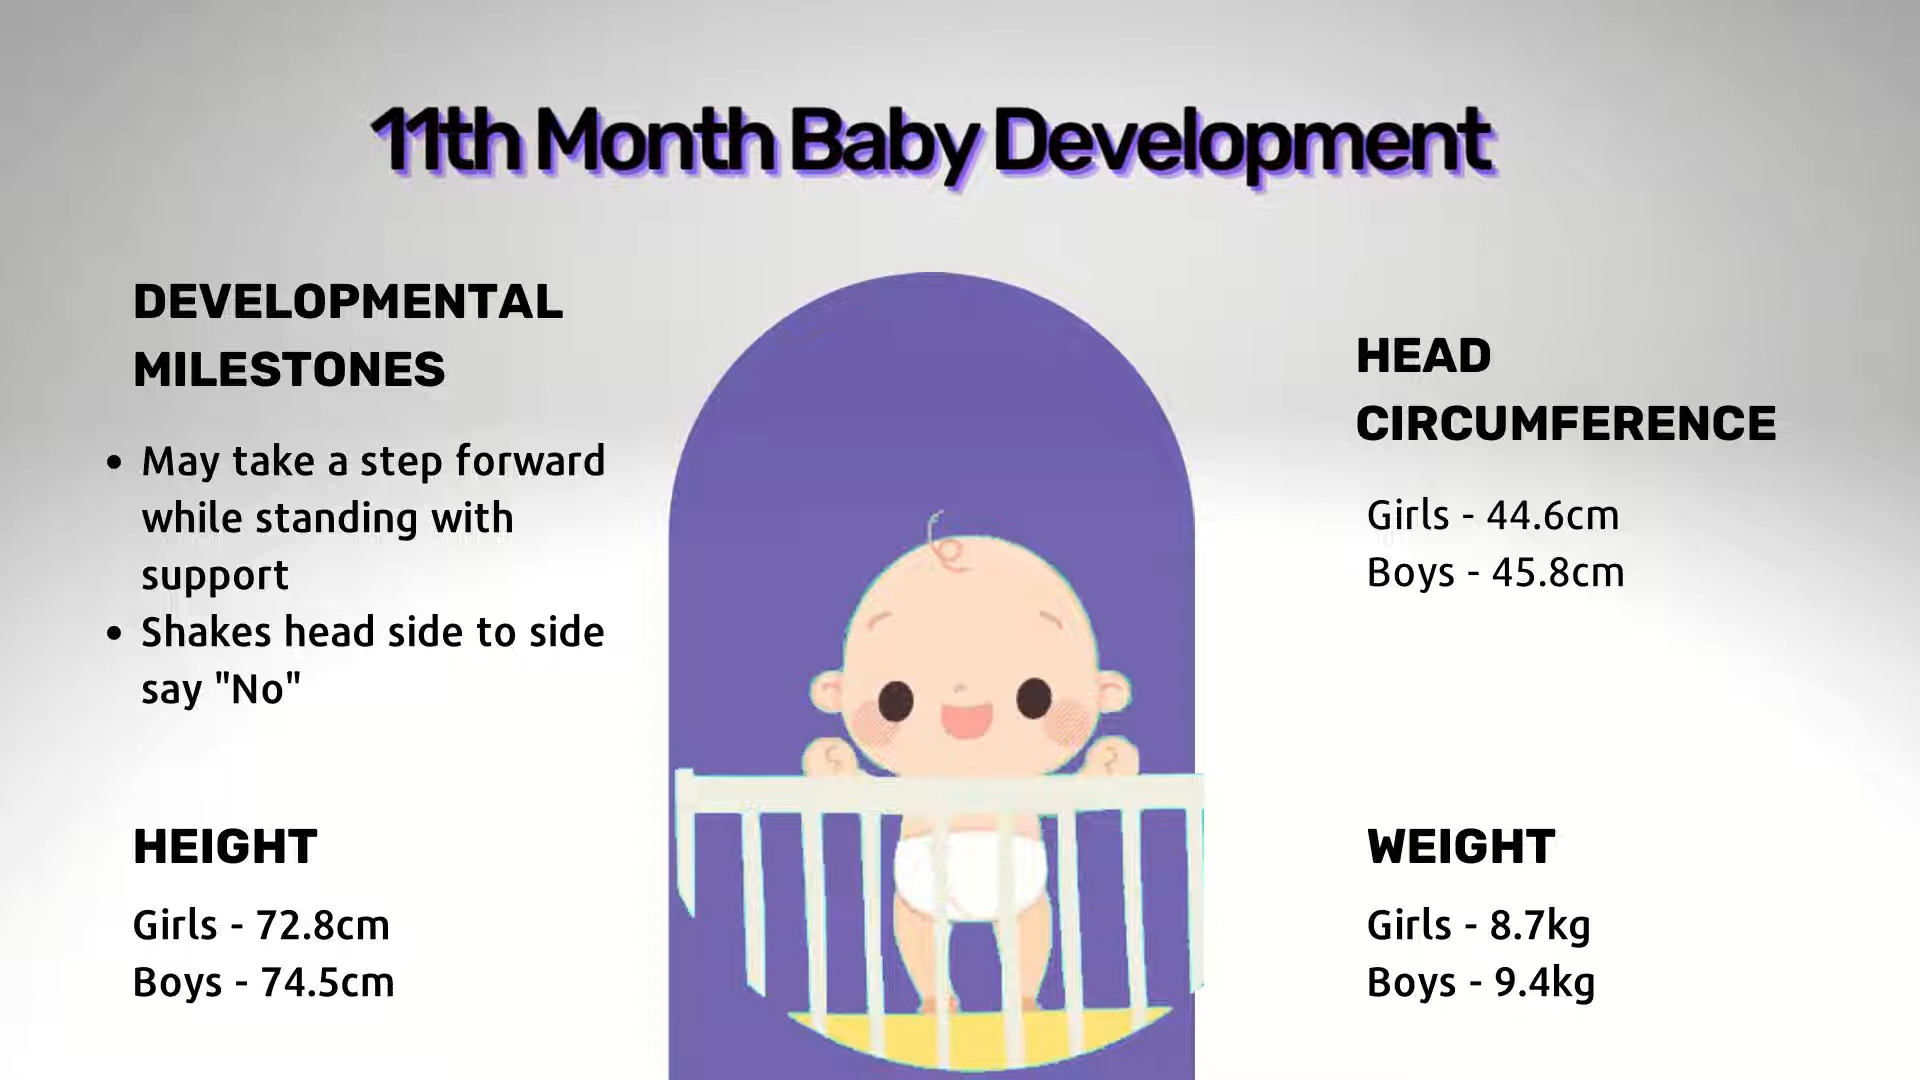 11th Month Baby Development
DEVELOPMENTAL
MILESTONES
• May take a step forward
while standing with
support
• Shakes head side to side
say "No"
HEIGHT
Girls - 72.8cm
Boys - 74.5cm
HEAD
CIRCUMFERENCE
Girls - 44.6cm
Boys - 45.8cm
WEIGHT
Girls - 8.7kg
Boys - 9.4kg